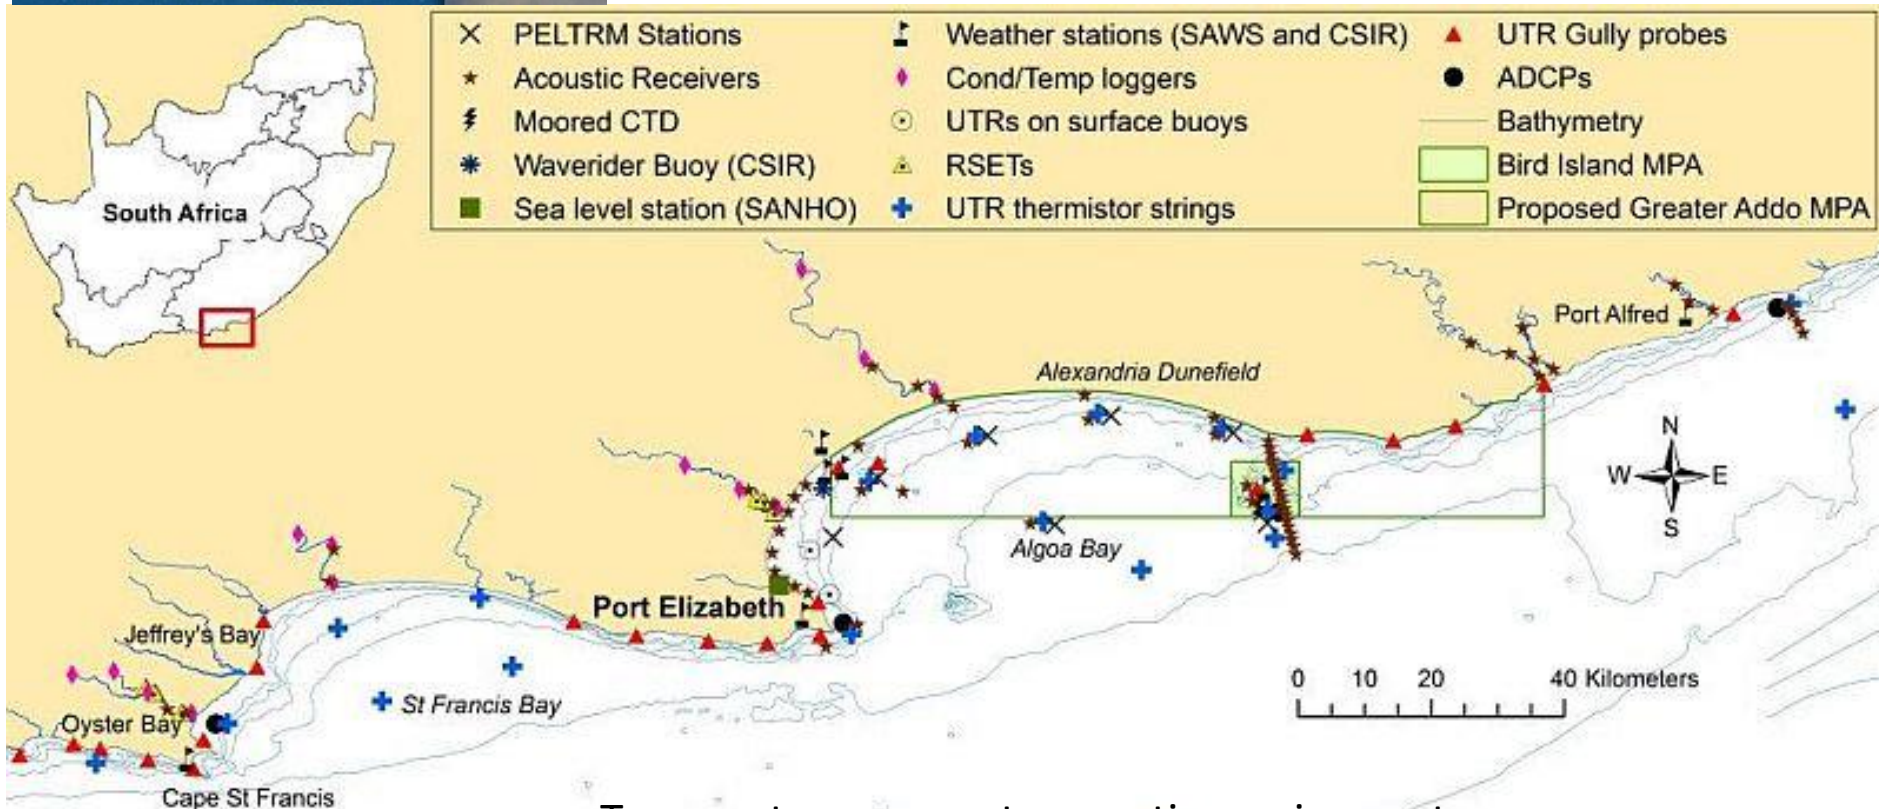 PELTRM Stations
Acoustic Receivers
Moored CTD
Waverider Buoy (CSIR)
Sea level station (SANHO)
Weather stations (SAWS and CSIR)
Cond/Temp loggers
UTRs on surface buoys
RSETs
UTR thermistor strings
UTR Gully probes
ADCPs
Bathymetry
Bird Island MPA
Proposed Greater Addo MPA
South Africa
Port Alfred
Alexandria Dunefield
N
W E
S
Algoa Bay
Port Elizabeth
Jeffrey's Bay
0 10 20 40 Kilometers
St Francis Bay
Oyster Bay
Cape St Francis